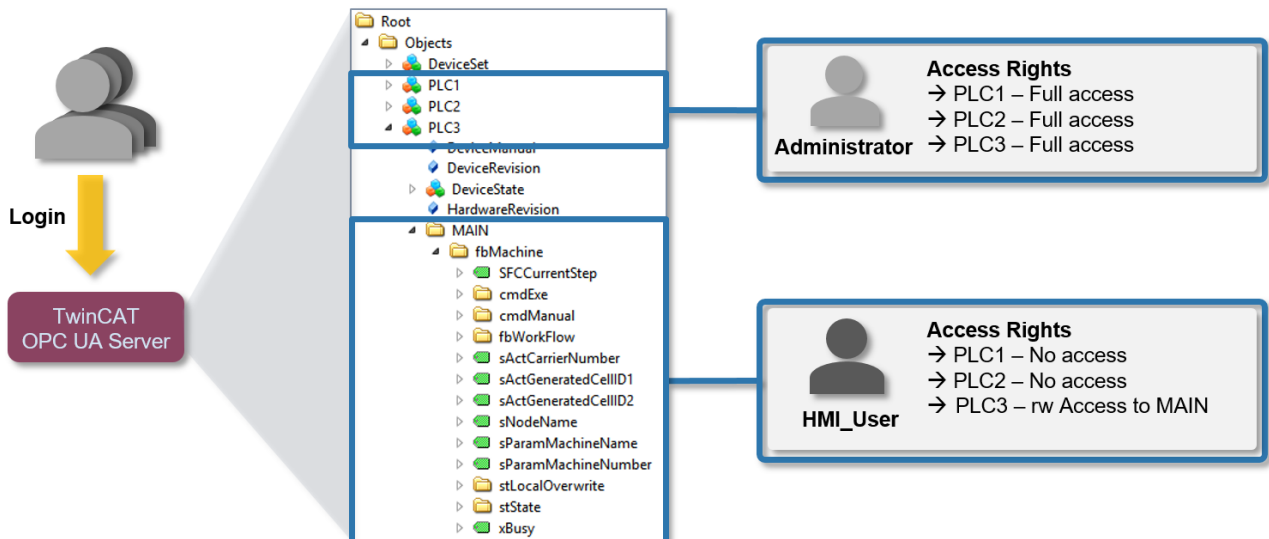 Login
TwinCAT
OPC UA Server
Root
Objects
DeviceSet
PLC1
PLC2
PLC3
DeviceManual
DeviceRevision
DeviceState
HardwareRevision
MAIN
fbMachine
SFCCurrentStep
cmdExe
cmdManual
fbWorkFlow
sActCarrierNumber
sActGeneratedCellID1
sActGeneratedCellID2
sNodeName
sParamMachineName
sParamMachineNumber
stLocalOverwrite
stState
xBusy
Administrator
Access Rights
→ PLC1 – Full access
→ PLC2 – Full access
→ PLC3 – Full access
HMI_User
Access Rights
→ PLC1 – No access
→ PLC2 – No access
→ PLC3 – rw Access to MAIN